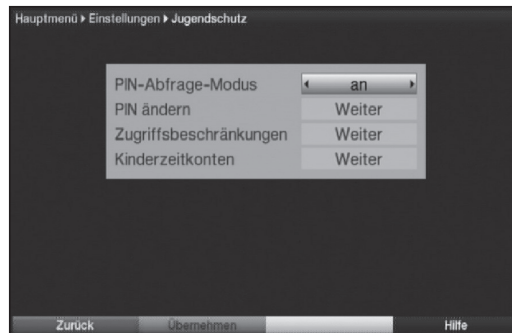 Hauptmenü ▸ Einstellungen ▸ Jugendschutz
PIN-Abfrage-Modus an
PIN ändern Weiter
Zugriffsbeschränkungen Weiter
Kinderzeitkonten Weiter
Zurück Übernehmen Hilfe